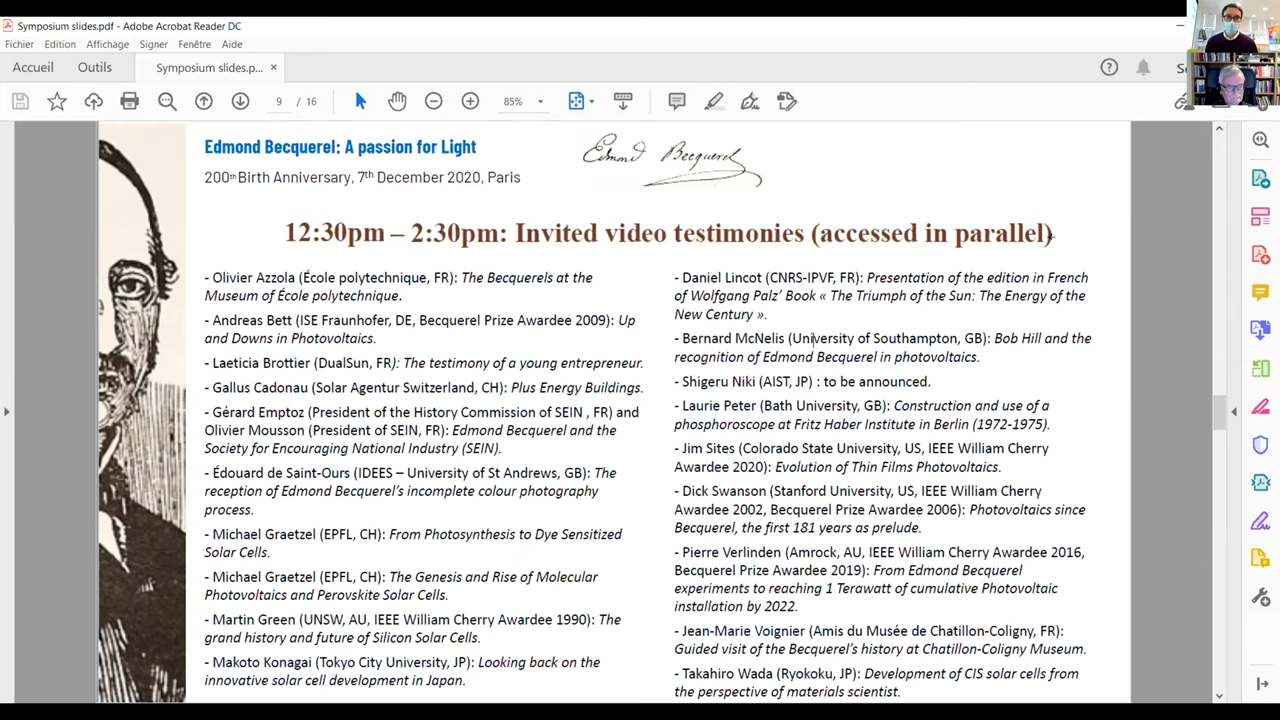 Symposium slides.pdf - Adobe Acrobat Reader DC
Fichier Edition Affichage Signer Fenêtre Aide
Accueil Outils Symposium slides.p... ×
9 / 16 85%
Edmond Becquerel: A passion for Light
Edmond Becquerel
200th Birth Anniversary, 7th December 2020, Paris
12:30pm – 2:30pm: Invited video testimonies (accessed in parallel)
- Olivier Azzola (École polytechnique, FR): The Becquerels at the
Museum of École polytechnique.
- Andreas Bett (ISE Fraunhofer, DE, Becquerel Prize Awardee 2009): Up
and Downs in Photovoltaics.
- Laeticia Brottier (DualSun, FR): The testimony of a young entrepreneur.
- Gallus Cadonau (Solar Agentur Switzerland, CH): Plus Energy Buildings.
- Gérard Emptoz (President of the History Commission of SEIN , FR) and
Olivier Mousson (President of SEIN, FR): Edmond Becquerel and the
Society for Encouraging National Industry (SEIN).
- Édouard de Saint-Ours (IDEES – University of St Andrews, GB): The
reception of Edmond Becquerel's incomplete colour photography
process.
- Michael Graetzel (EPFL, CH): From Photosynthesis to Dye Sensitized
Solar Cells.
- Michael Graetzel (EPFL, CH): The Genesis and Rise of Molecular
Photovoltaics and Perovskite Solar Cells.
- Martin Green (UNSW, AU, IEEE William Cherry Awardee 1990): The
grand history and future of Silicon Solar Cells.
- Makoto Konagai (Tokyo City University, JP): Looking back on the
innovative solar cell development in Japan.
- Daniel Lincot (CNRS-IPVF, FR): Presentation of the edition in French
of Wolfgang Palz' Book « The Triumph of the Sun: The Energy of the
New Century ».
- Bernard McNelis (University of Southampton, GB): Bob Hill and the
recognition of Edmond Becquerel in photovoltaics.
- Shigeru Niki (AIST, JP) : to be announced.
- Laurie Peter (Bath University, GB): Construction and use of a
phosphoroscope at Fritz Haber Institute in Berlin (1972-1975).
- Jim Sites (Colorado State University, US, IEEE William Cherry
Awardee 2020): Evolution of Thin Films Photovoltaics.
- Dick Swanson (Stanford University, US, IEEE William Cherry
Awardee 2002, Becquerel Prize Awardee 2006): Photovoltaics since
Becquerel, the first 181 years as prelude.
- Pierre Verlinden (Amrock, AU, IEEE William Cherry Awardee 2016,
Becquerel Prize Awardee 2019): From Edmond Becquerel
experiments to reaching 1 Terawatt of cumulative Photovoltaic
installation by 2022.
- Jean-Marie Voignier (Amis du Musée de Chatillon-Coligny, FR):
Guided visit of the Becquerel's history at Chatillon-Coligny Museum.
- Takahiro Wada (Ryokoku, JP): Development of CIS solar cells from
the perspective of materials scientist.